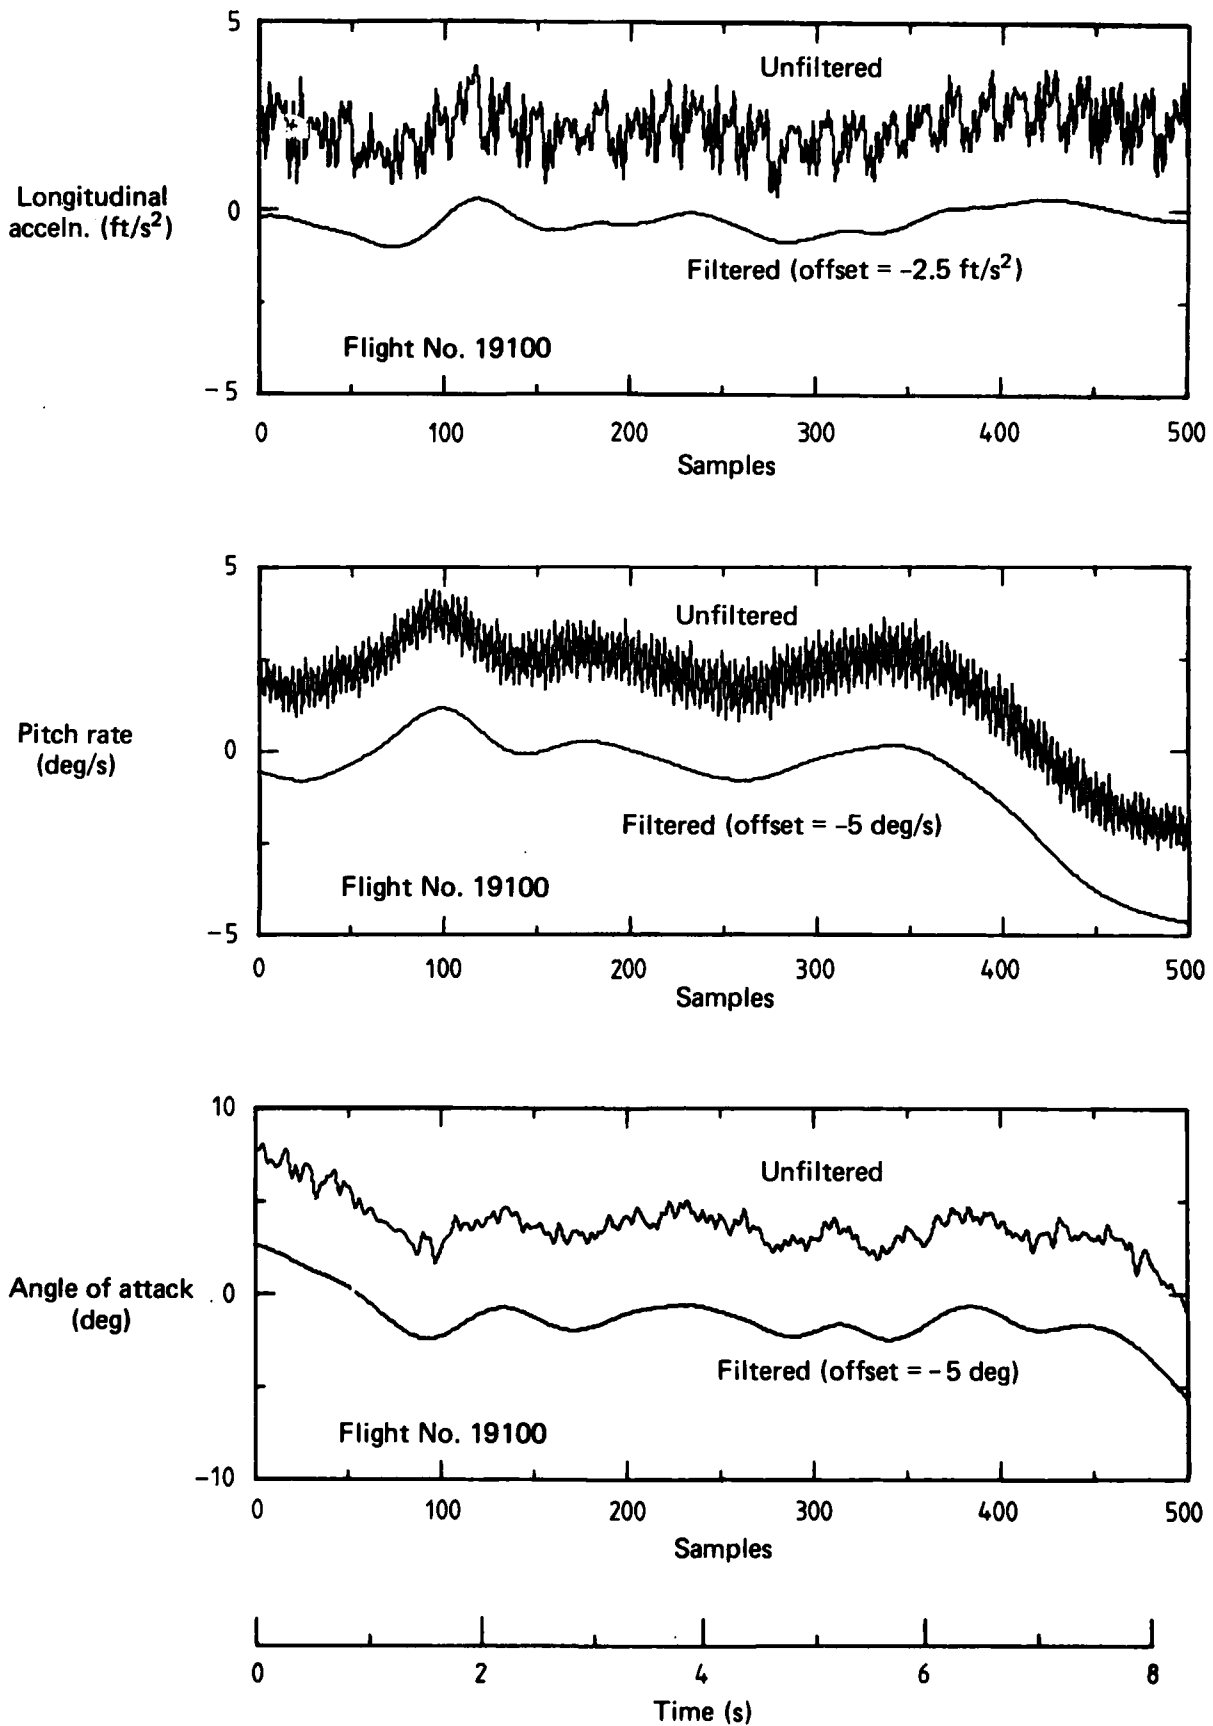 5
Unfiltered
Longitudinal
acceln. (ft/s²)
0
Filtered (offset = -2.5 ft/s²)
Flight No. 19100
-5
0 100 200 300 400 500
Samples
5
Unfiltered
Pitch rate
(deg/s)
0
Filtered (offset = -5 deg/s)
Flight No. 19100
-5
0 100 200 300 400 500
Samples
10
Unfiltered
Angle of attack
(deg)
0
Filtered (offset = -5 deg)
Flight No. 19100
-10
0 100 200 300 400 500
Samples
0 2 4 6 8
Time (s)